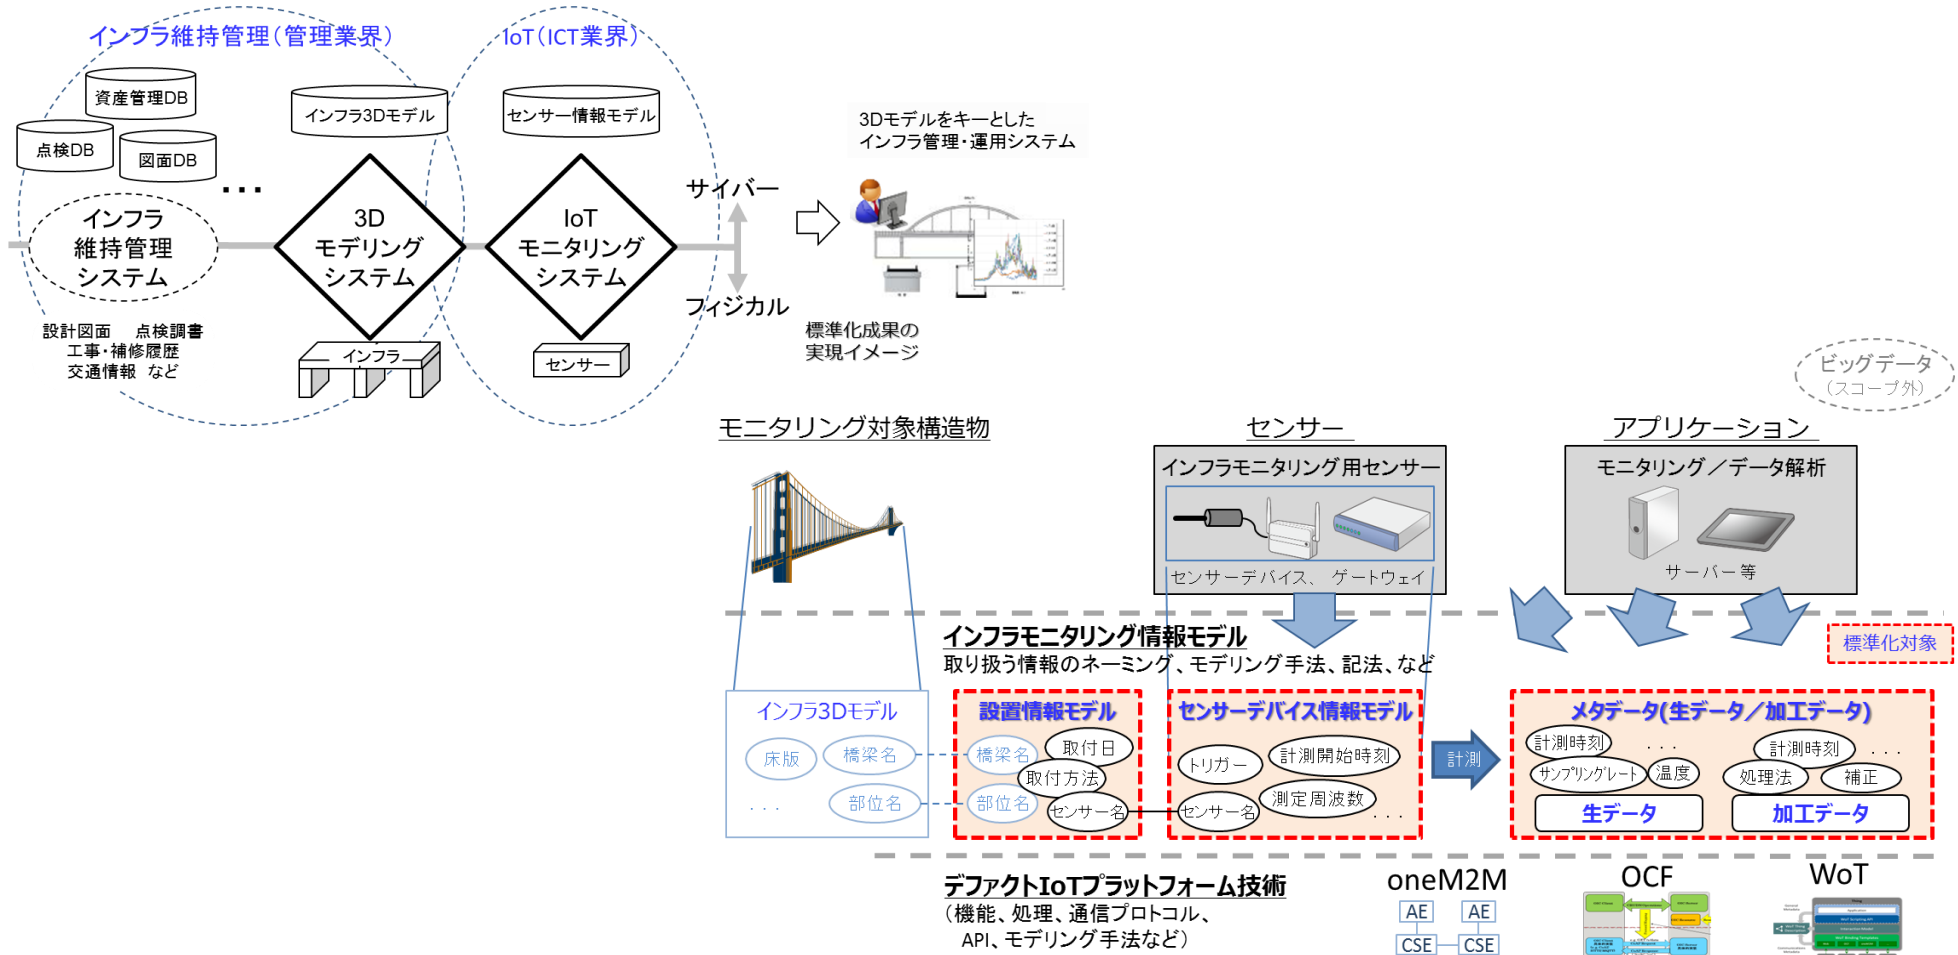 インフラ維持管理(管理業界)
IoT(ICT業界)
資産管理DB
点検DB
図面DB
...
インフラ3Dモデル
センサー情報モデル
インフラ
維持管理
システム
3D
モデリング
システム
IoT
モニタリング
システム
サイバー
フィジカル
設計図面 点検調書
工事・補修履歴
交通情報 など
インフラ
センサー
3Dモデルをキーとした
インフラ管理・運用システム
標準化成果の
実現イメージ
ビッグデータ
(スコープ外)
モニタリング対象構造物
センサー
アプリケーション
インフラモニタリング用センサー
センサーデバイス、ゲートウェイ
モニタリング/データ解析
サーバー等
インフラモニタリング情報モデル
取り扱う情報のネーミング、モデリング手法、記法、など
標準化対象
インフラ3Dモデル
床版
橋梁名
...
部位名
設置情報モデル
橋梁名
取付日
取付方法
部位名
センサー名
センサーデバイス情報モデル
トリガー
計測開始時刻
センサー名
測定周波数
...
計測
メタデータ(生データ/加工データ)
計測時刻
...
サンプリングレート
温度
生データ
計測時刻
...
処理法
補正
加工データ
デファクトIoTプラットフォーム技術
(機能、処理、通信プロトコル、
API、モデリング手法など)
oneM2M
AE AE
CSE CSE
OCF
WoT